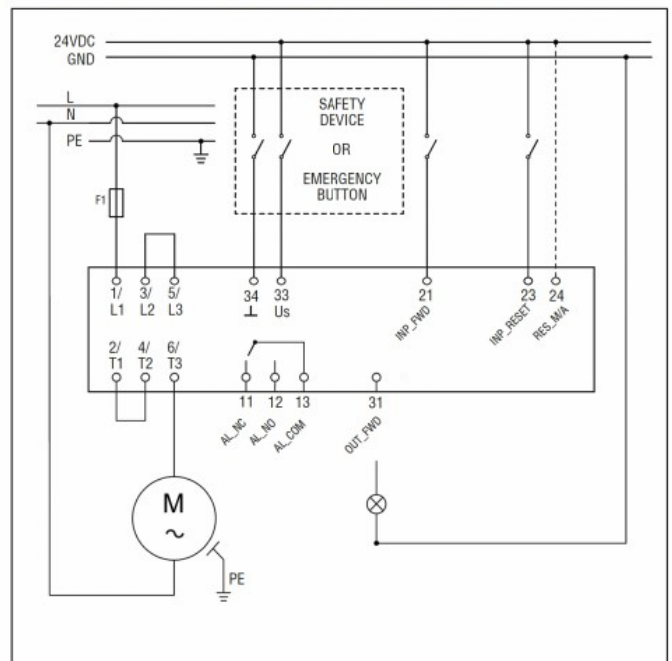 24VDC
GND
L
N
PE
SAFETY
DEVICE
OR
EMERGENCY
BUTTON
F1
1/
L1
3/
L2
5/
L3
34
⊥
33
Us
21
INP_FWD
23
INP_RESET
24
RES_M/A
2/
T1
4/
T2
6/
T3
11
AL_NC
12
AL_NO
13
AL_COM
31
OUT_FWD
M
~
PE